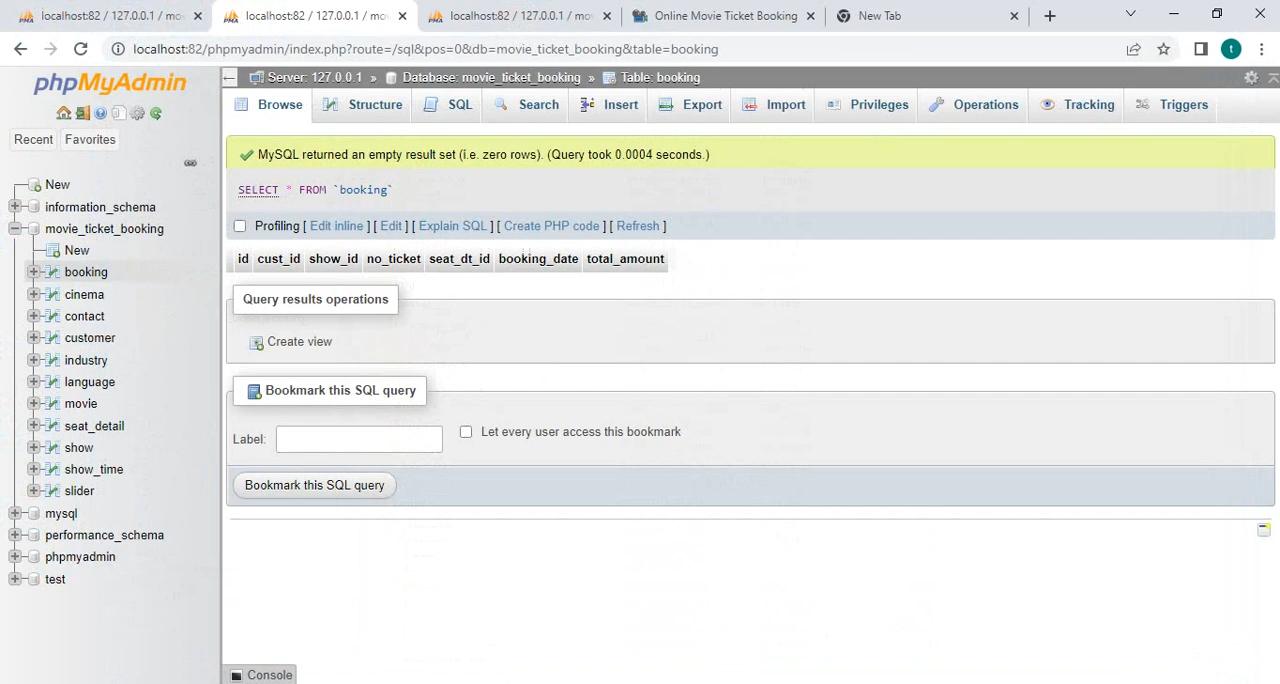 localhost:82 / 127.0.0.1 / mo
localhost:82 / 127.0.0.1 / mo
localhost:82 / 127.0.0.1 / mo
Online Movie Ticket Booking
New Tab
localhost:82/phpmyadmin/index.php?route=/sql&pos=0&db=movie_ticket_booking&table=booking
t
phpMyAdmin
Recent
Favorites
New
information_schema
movie_ticket_booking
New
booking
cinema
contact
customer
industry
language
movie
seat_detail
show
show_time
slider
mysql
performance_schema
phpmyadmin
test
Server: 127.0.0.1 » Database: movie_ticket_booking » Table: booking
Browse Structure SQL Search Insert Export Import Privileges Operations Tracking Triggers
MySQL returned an empty result set (i.e. zero rows). (Query took 0.0004 seconds.)
SELECT * FROM `booking`
Profiling [ Edit inline ] [ Edit ] [ Explain SQL ] [ Create PHP code ] [ Refresh ]
id cust_id show_id no_ticket seat_dt_id booking_date total_amount
Query results operations
Create view
Bookmark this SQL query
Label:
Let every user access this bookmark
Bookmark this SQL query
Console